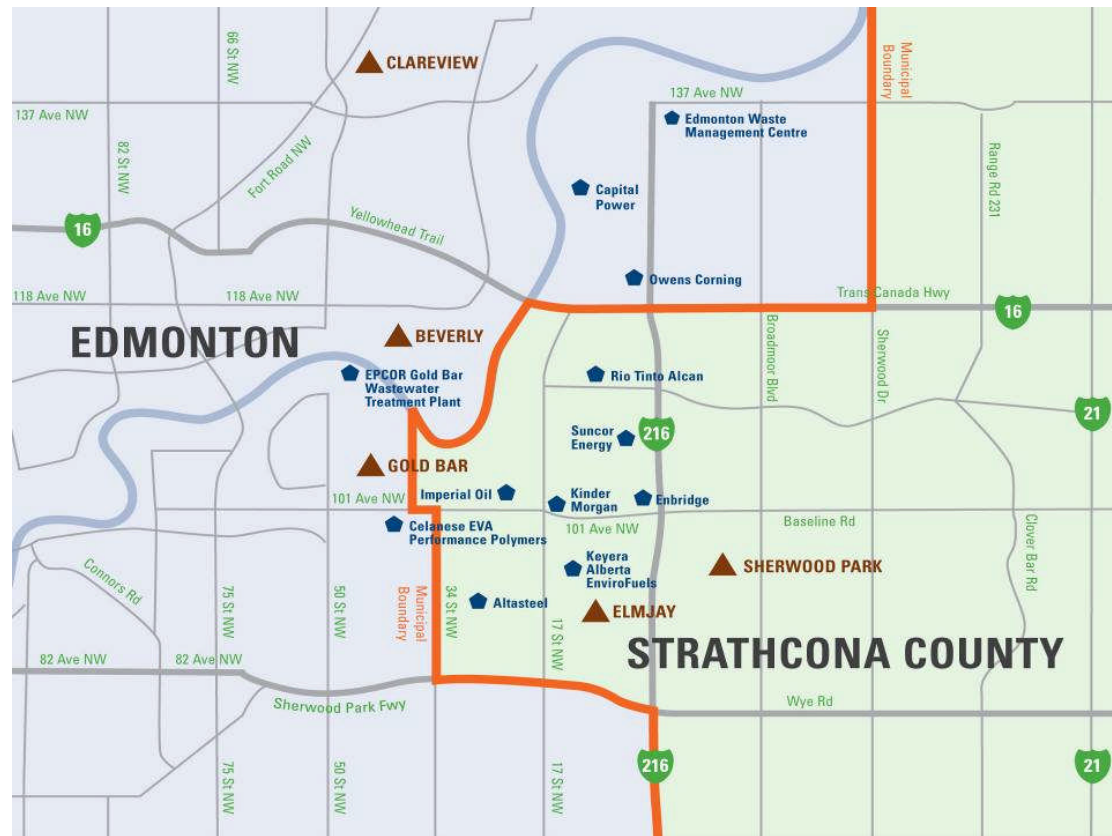 66 St NW
CLAREVIEW
Municipal
Boundary
137 Ave NW
137 Ave NW
Edmonton Waste
Management Centre
82 St NW
Fort Road NW
Range Rd 231
Capital
Power
Yellowhead Trail
16
Owens Corning
118 Ave NW
118 Ave NW
Trans Canada Hwy
16
EDMONTON
BEVERLY
Broadmoor Blvd
Sherwood Dr
EPCOR Gold Bar
Wastewater
Treatment Plant
Rio Tinto Alcan
21
Suncor
Energy
216
GOLD BAR
Imperial Oil
Kinder
Morgan
Enbridge
101 Ave NW
101 Ave NW
Baseline Rd
Celanese EVA
Performance Polymers
Clover Bar Rd
Connors Rd
Keyera
Alberta
EnviroFuels
SHERWOOD PARK
75 St NW
50 St NW
Municipal
Boundary
34 St NW
Altasteel
ELMJAY
17 St NW
STRATHCONA COUNTY
82 Ave NW
82 Ave NW
Sherwood Park Fwy
Wye Rd
75 St NW
50 St NW
17 St NW
216
21